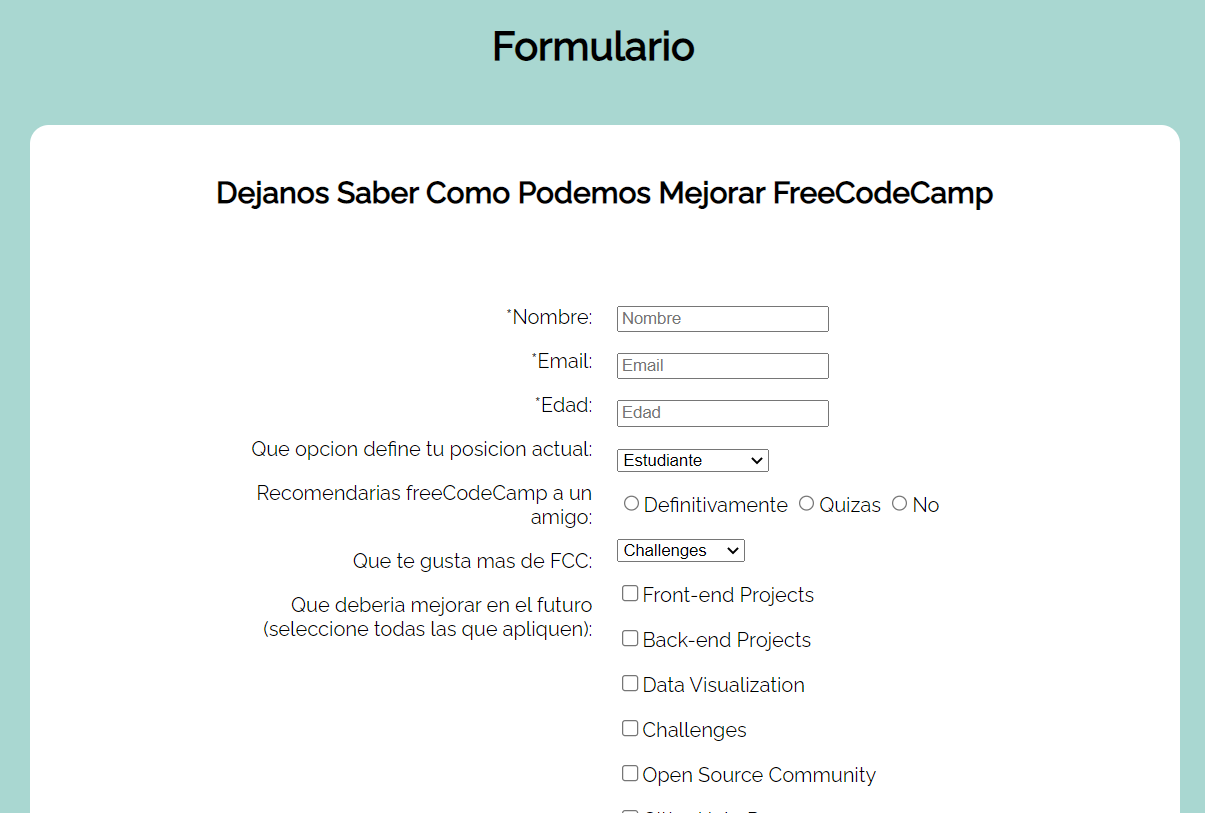 Formulario
Dejanos Saber Como Podemos Mejorar FreeCodeCamp
*Nombre: Nombre
*Email: Email
*Edad: Edad
Que opcion define tu posicion actual: Estudiante
Recomendarias freeCodeCamp a un
amigo:
Definitivamente Quizas No
Que te gusta mas de FCC: Challenges
Que deberia mejorar en el futuro
(seleccione todas las que apliquen):
Front-end Projects
Back-end Projects
Data Visualization
Challenges
Open Source Community